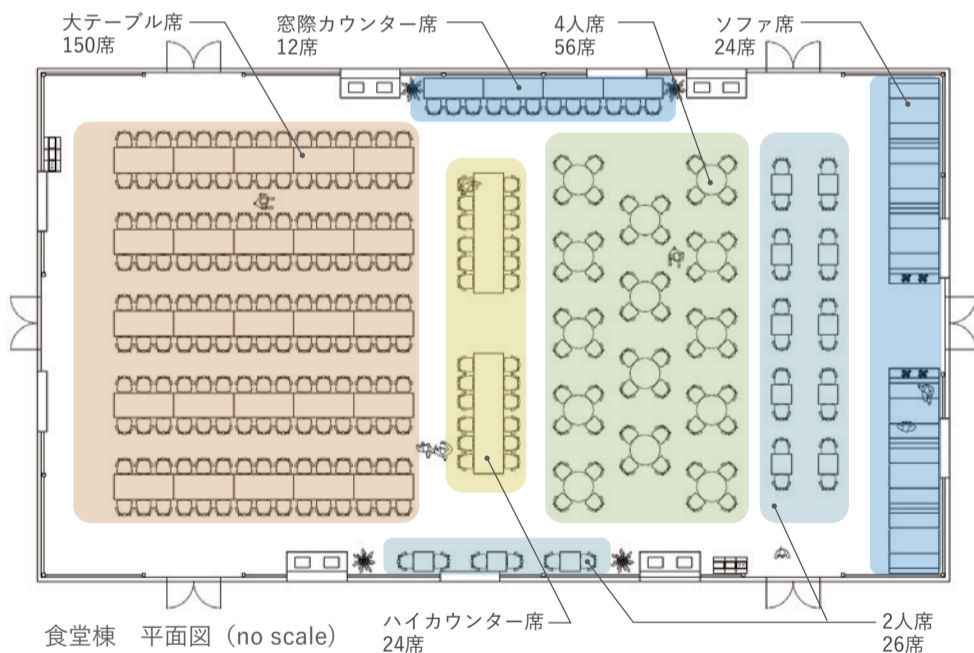 大テーブル席
150席
窓際カウンター席
12席
4人席
56席
ソファ席
24席
ハイカウンター席
24席
2人席
26席
食堂棟　平面図（no scale）